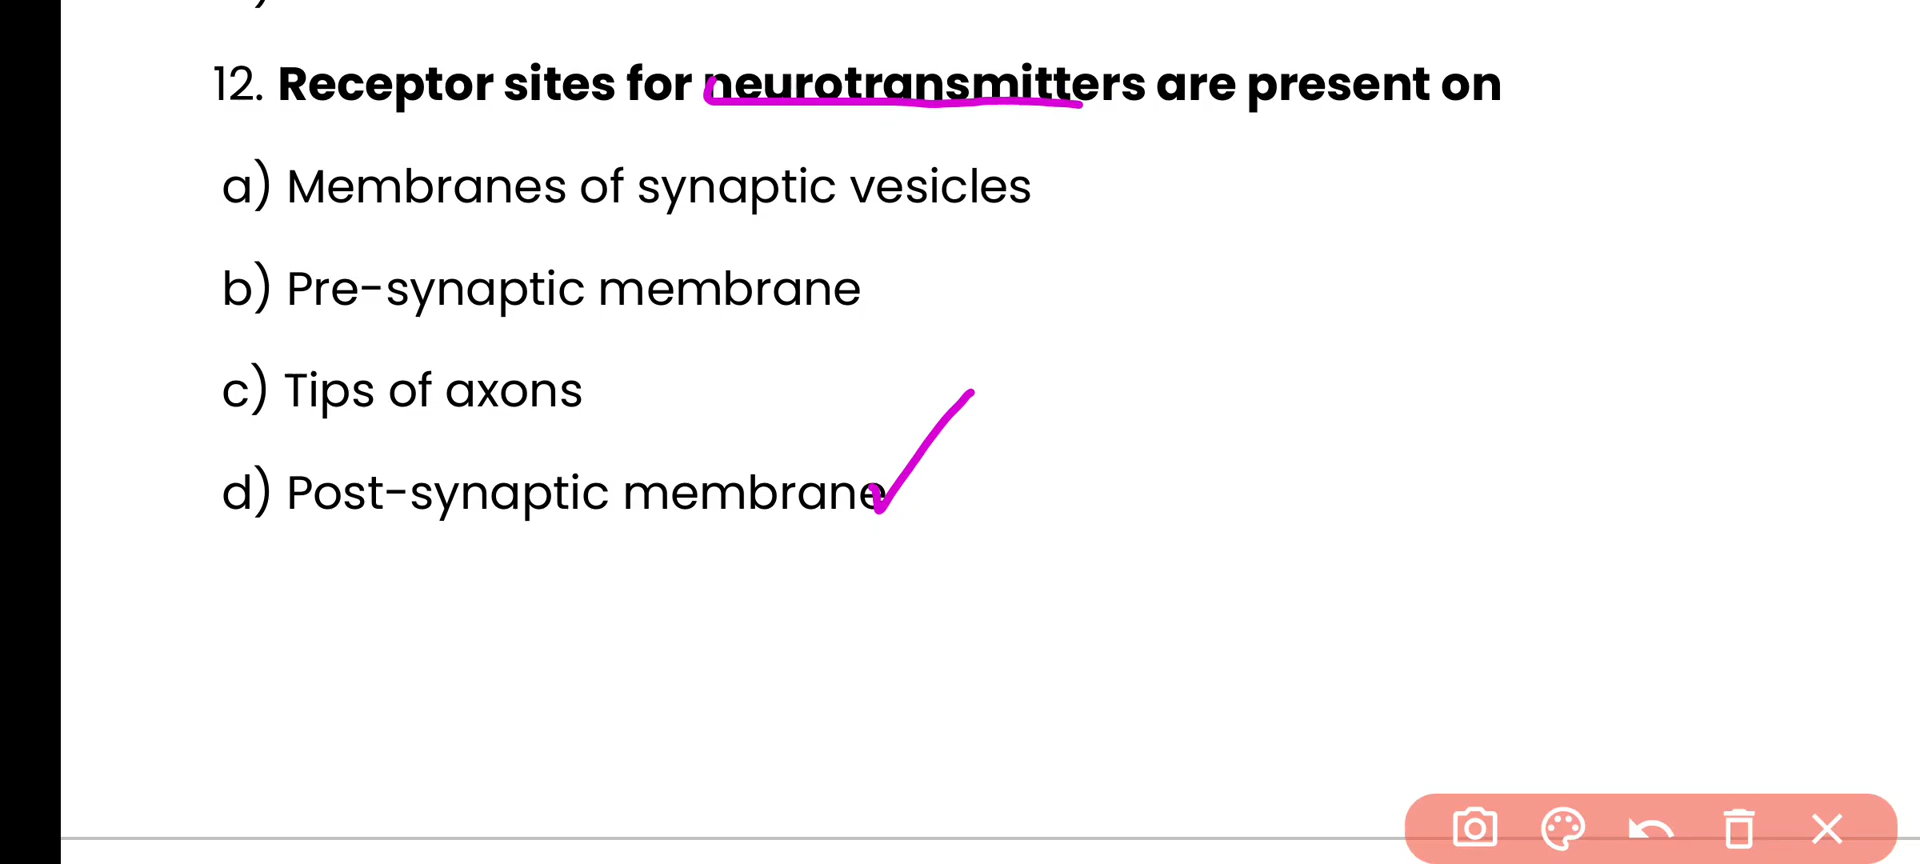 12. Receptor sites for neurotransmitters are present on
a) Membranes of synaptic vesicles
b) Pre-synaptic membrane
c) Tips of axons
d) Post-synaptic membrane